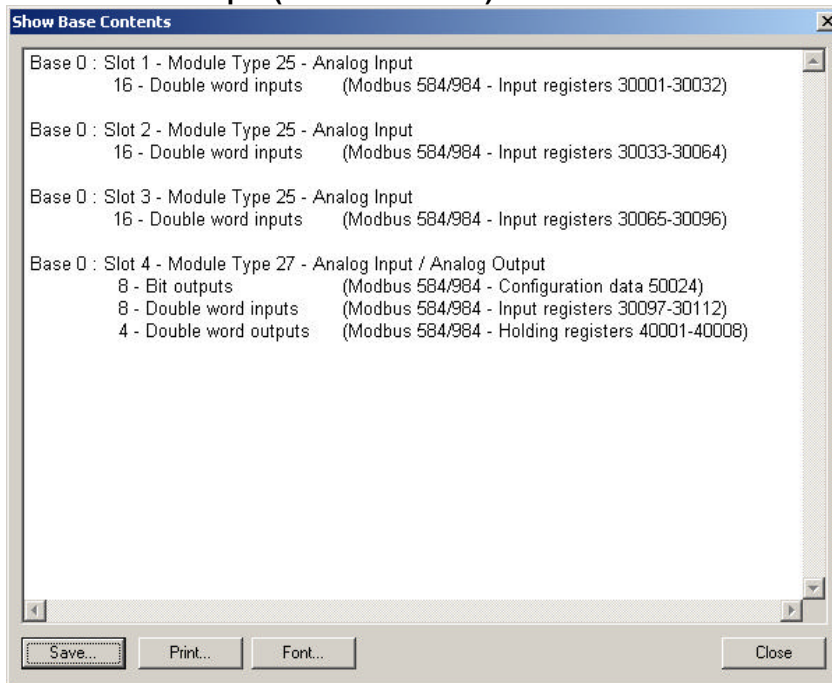 Show Base Contents
Base 0 : Slot 1 - Module Type 25 - Analog Input
16 - Double word inputs (Modbus 584/984 - Input registers 30001-30032)
Base 0 : Slot 2 - Module Type 25 - Analog Input
16 - Double word inputs (Modbus 584/984 - Input registers 30033-30064)
Base 0 : Slot 3 - Module Type 25 - Analog Input
16 - Double word inputs (Modbus 584/984 - Input registers 30065-30096)
Base 0 : Slot 4 - Module Type 27 - Analog Input / Analog Output
8 - Bit outputs (Modbus 584/984 - Configuration data 50024)
8 - Double word inputs (Modbus 584/984 - Input registers 30097-30112)
4 - Double word outputs (Modbus 584/984 - Holding registers 40001-40008)
Save... Print... Font... Close